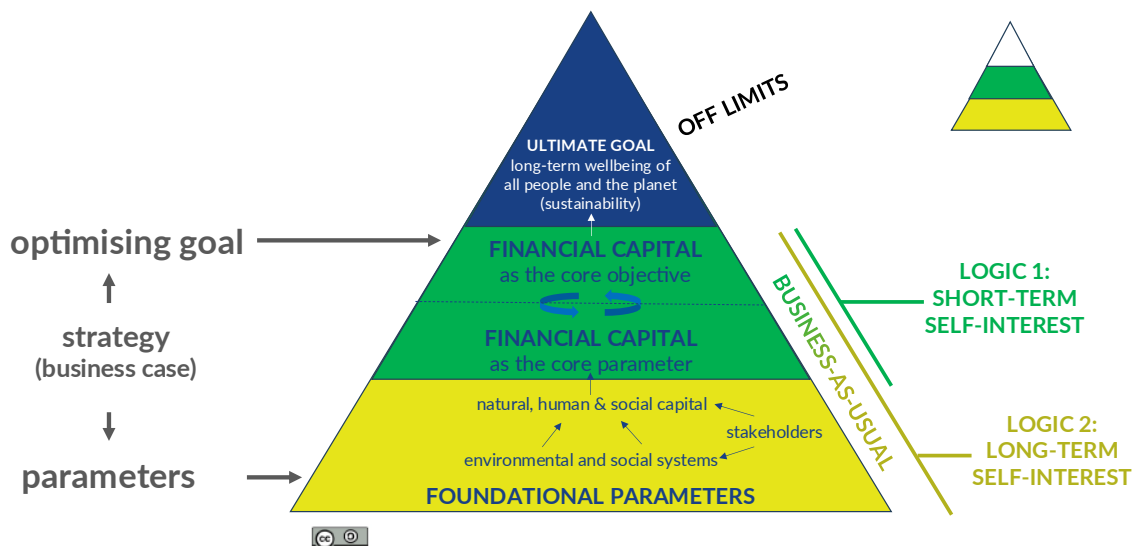 OFF LIMITS
ULTIMATE GOAL
long-term wellbeing of
all people and the planet
(sustainability)
optimising goal
FINANCIAL CAPITAL
as the core objective
strategy
(business case)
FINANCIAL CAPITAL
as the core parameter
BUSINESS-AS-USUAL
LOGIC 1:
SHORT-TERM
SELF-INTEREST
natural, human & social capital
stakeholders
environmental and social systems
parameters
FOUNDATIONAL PARAMETERS
LOGIC 2:
LONG-TERM
SELF-INTEREST
cc